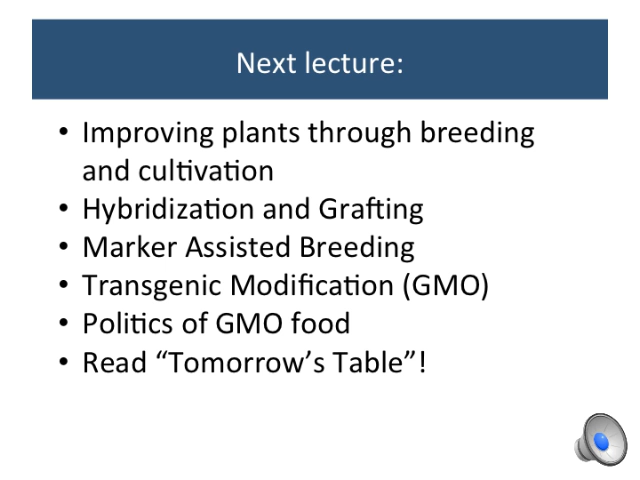 Next lecture:
• Improving plants through breeding
and cultivation
• Hybridization and Grafting
• Marker Assisted Breeding
• Transgenic Modification (GMO)
• Politics of GMO food
• Read “Tomorrow’s Table”!